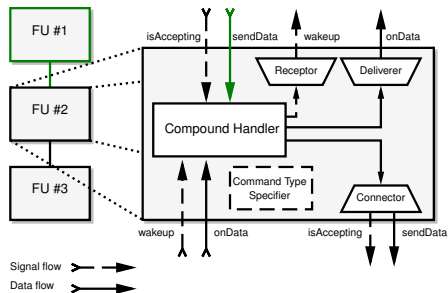 FU #1
isAccepting
sendData
wakeup
onData
Receptor
Deliverer
FU #2
Compound Handler
Command Type
Specifier
FU #3
Connector
wakeup
onData
isAccepting
sendData
Signal flow
Data flow